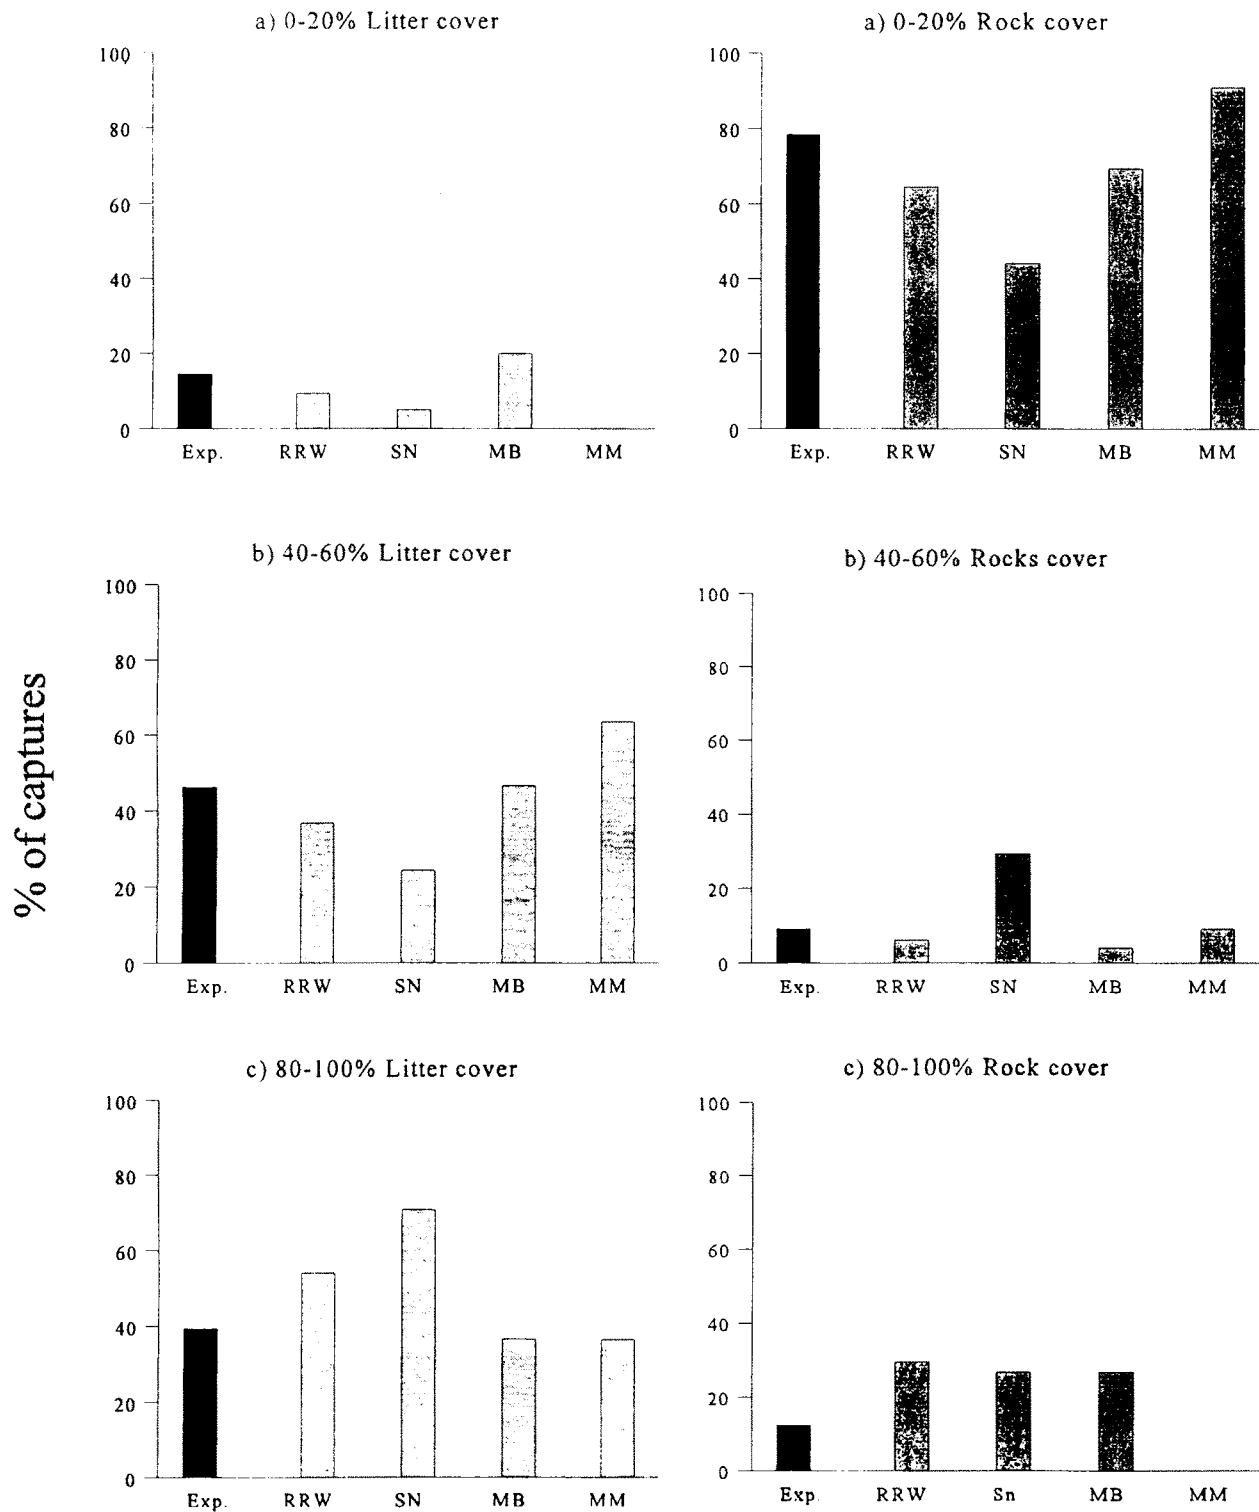 a) 0-20% Litter cover
100
80
60
40
20
0
Exp. RRW SN MB MM
a) 0-20% Rock cover
100
80
60
40
20
0
Exp. RRW SN MB MM
% of captures
b) 40-60% Litter cover
100
80
60
40
20
0
Exp. RRW SN MB MM
b) 40-60% Rocks cover
100
80
60
40
20
0
Exp. RRW SN MB MM
c) 80-100% Litter cover
100
80
60
40
20
0
Exp. RRW SN MB MM
c) 80-100% Rock cover
100
80
60
40
20
0
Exp. RRW Sn MB MM